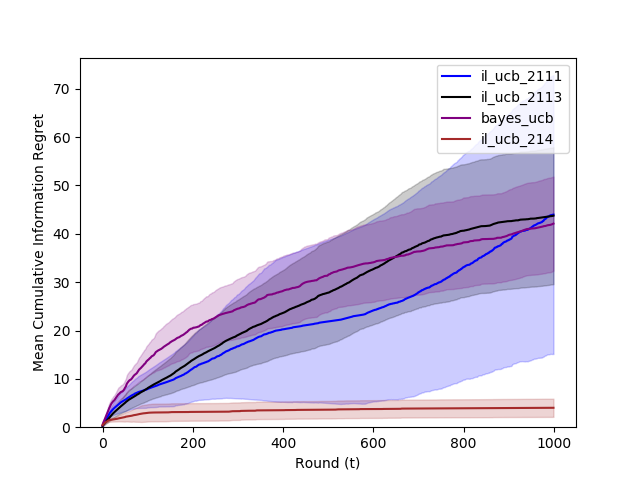 il_ucb_2111
il_ucb_2113
bayes_ucb
il_ucb_214
Mean Cumulative Information Regret
70
60
50
40
30
20
10
0
0 200 400 600 800 1000
Round (t)